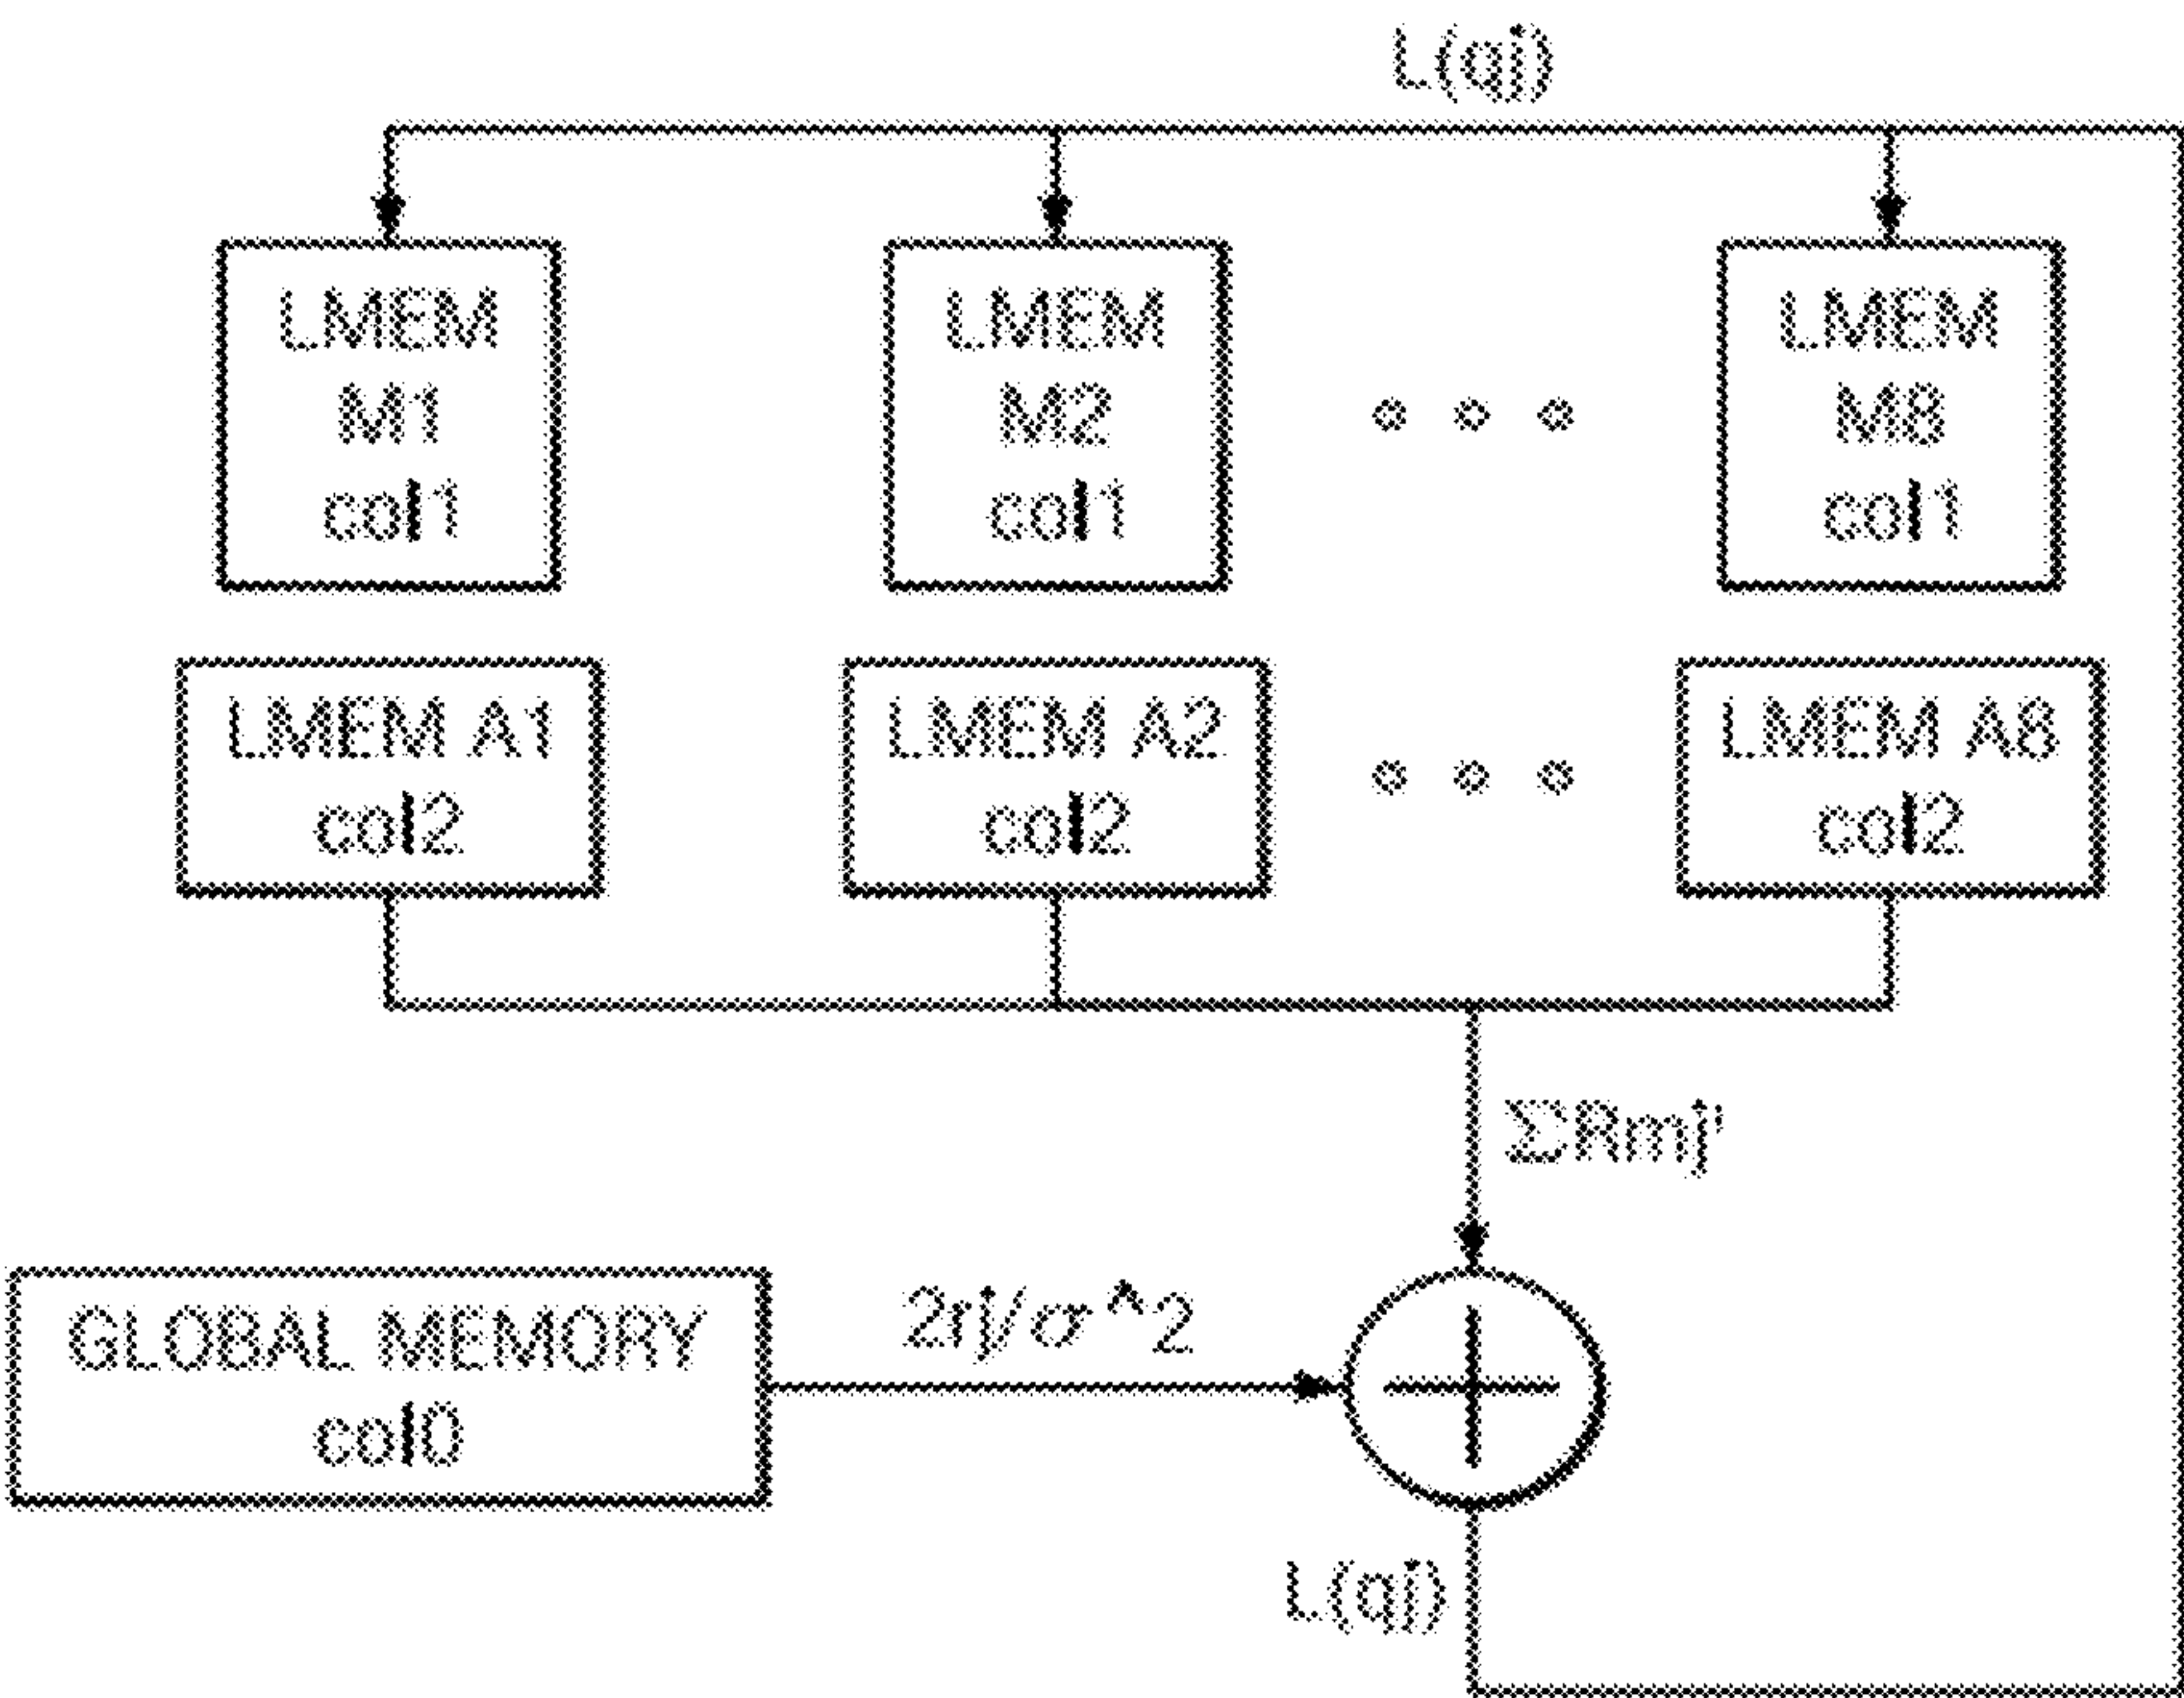 L(qj)
LMEM
M1
col1
LMEM
M2
col1
LMEM
M8
col1
LMEM A1
col2
LMEM A2
col2
LMEM A8
col2
ΣRmj'
GLOBAL MEMORY
col0
2rj/σ^2
L(qj)